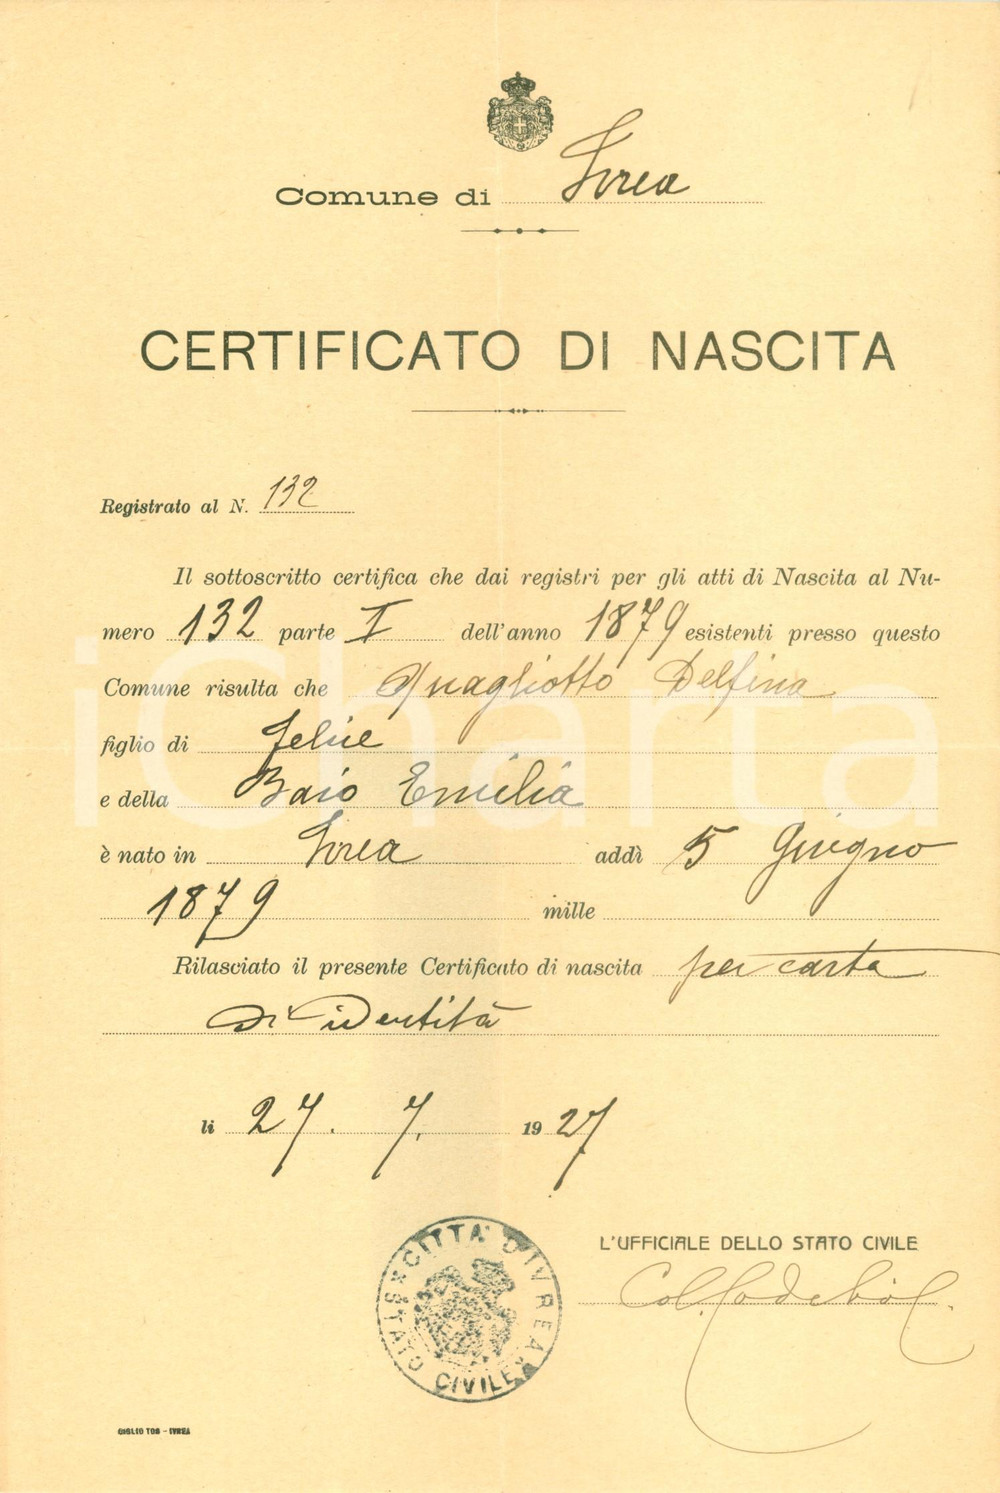 Comune di Ivrea
CERTIFICATO DI NASCITA
Registrato al N. 132
Il sottoscritto certifica che dai registri per gli atti di Nascita al Nu-
mero 132 parte I dell'anno 1879 esistenti presso questo
Comune risulta che Quagliotto Delfina
figlio di Felice
e della Baio Emilia
è nato in Ivrea addì 5 Giugno
1879 mille
Rilasciato il presente Certificato di nascita per carta
di identità
li 27. 7. 1927
L'UFFICIALE DELLO STATO CIVILE
CITTÀ D'IVREA
STATO CIVILE
GIGLIO TOS - IVREA
iCharta